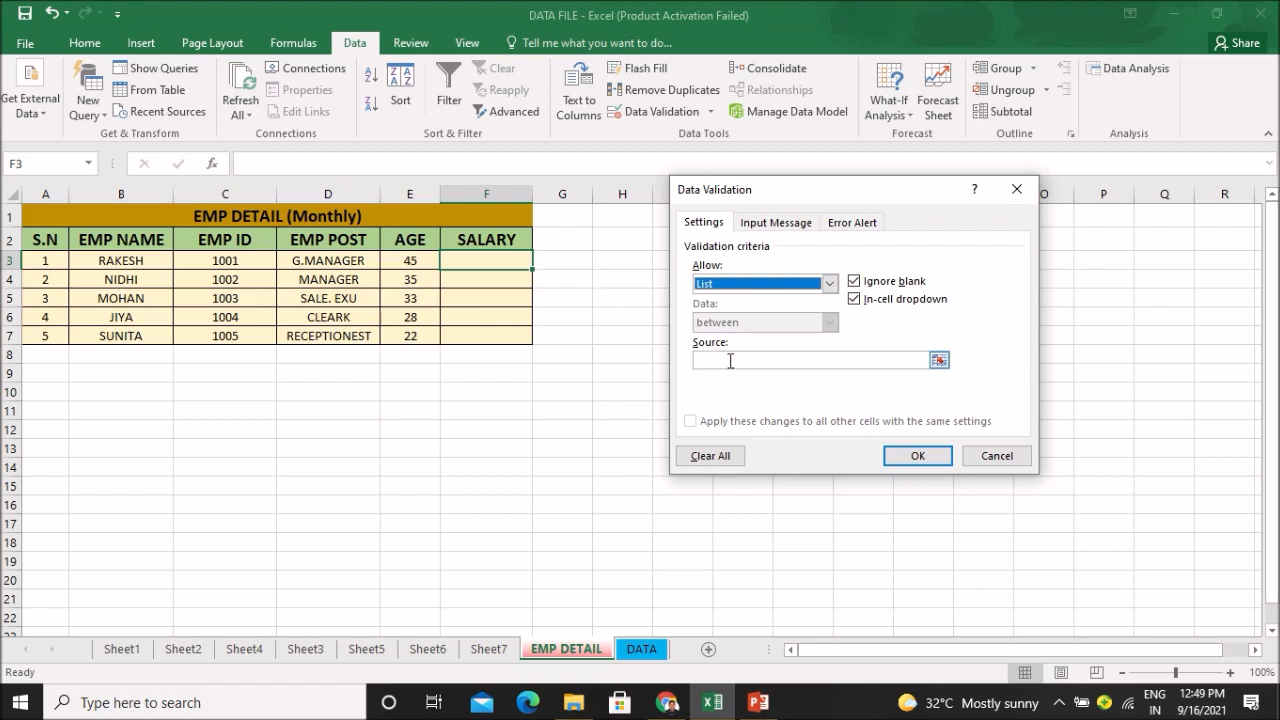 DATA FILE - Excel (Product Activation Failed)
File Home Insert Page Layout Formulas Data Review View Tell me what you want to do... Share
Get External Data
New Query
Show Queries
From Table
Recent Sources
Get & Transform
Refresh All
Connections
Properties
Edit Links
Connections
Sort
Filter
Clear
Reapply
Advanced
Sort & Filter
Text to Columns
Flash Fill
Remove Duplicates
Data Validation
Consolidate
Relationships
Manage Data Model
Data Tools
What-If Analysis
Forecast Sheet
Forecast
Group
Ungroup
Subtotal
Outline
Data Analysis
Analysis
F3 fx
A B C D E F G H O P Q R
1 EMP DETAIL (Monthly)
2 S.N EMP NAME EMP ID EMP POST AGE SALARY
3 1 RAKESH 1001 G.MANAGER 45
4 2 NIDHI 1002 MANAGER 35
5 3 MOHAN 1003 SALE. EXU 33
6 4 JIYA 1004 CLEARK 28
7 5 SUNITA 1005 RECEPTIONEST 22
8
9
10
11
12
13
14
15
16
17
18
19
20
21
22
Data Validation ?
Settings Input Message Error Alert
Validation criteria
Allow:
List
Ignore blank
In-cell dropdown
Data:
between
Source:
Apply these changes to all other cells with the same settings
Clear All OK Cancel
Sheet1 Sheet2 Sheet4 Sheet3 Sheet5 Sheet6 Sheet7 EMP DETAIL DATA
Ready 100%
Type here to search
32°C Mostly sunny
ENG
IN
12:49 PM
9/16/2021